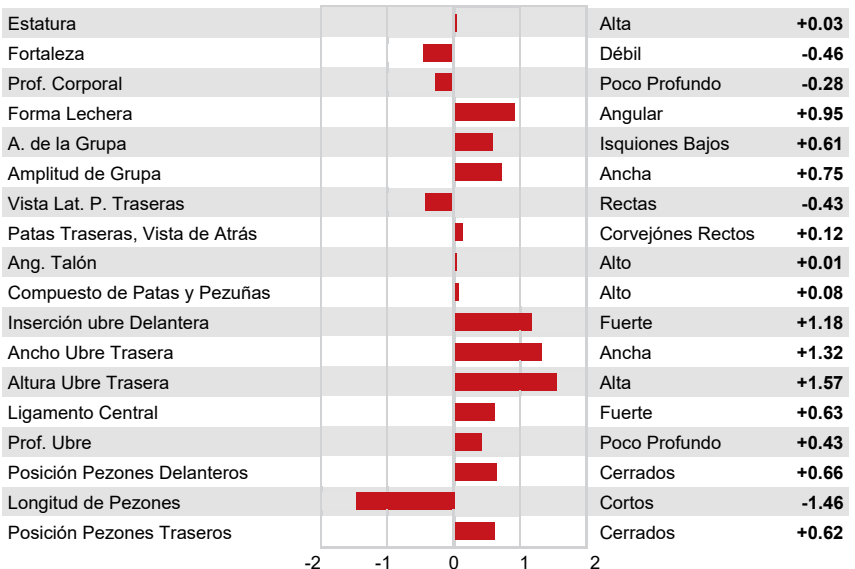 Estatura Alta +0.03
Fortaleza Débil -0.46
Prof. Corporal Poco Profundo -0.28
Forma Lechera Angular +0.95
A. de la Grupa Isquiones Bajos +0.61
Amplitud de Grupa Ancha +0.75
Vista Lat. P. Traseras Rectas -0.43
Patas Traseras, Vista de Atrás Corvejónes Rectos +0.12
Ang. Talón Alto +0.01
Compuesto de Patas y Pezuñas Alto +0.08
Inserción ubre Delantera Fuerte +1.18
Ancho Ubre Trasera Ancha +1.32
Altura Ubre Trasera Alta +1.57
Ligamento Central Fuerte +0.63
Prof. Ubre Poco Profundo +0.43
Posición Pezones Delanteros Cerrados +0.66
Longitud de Pezones Cortos -1.46
Posición Pezones Traseros Cerrados +0.62
-2 -1 0 1 2